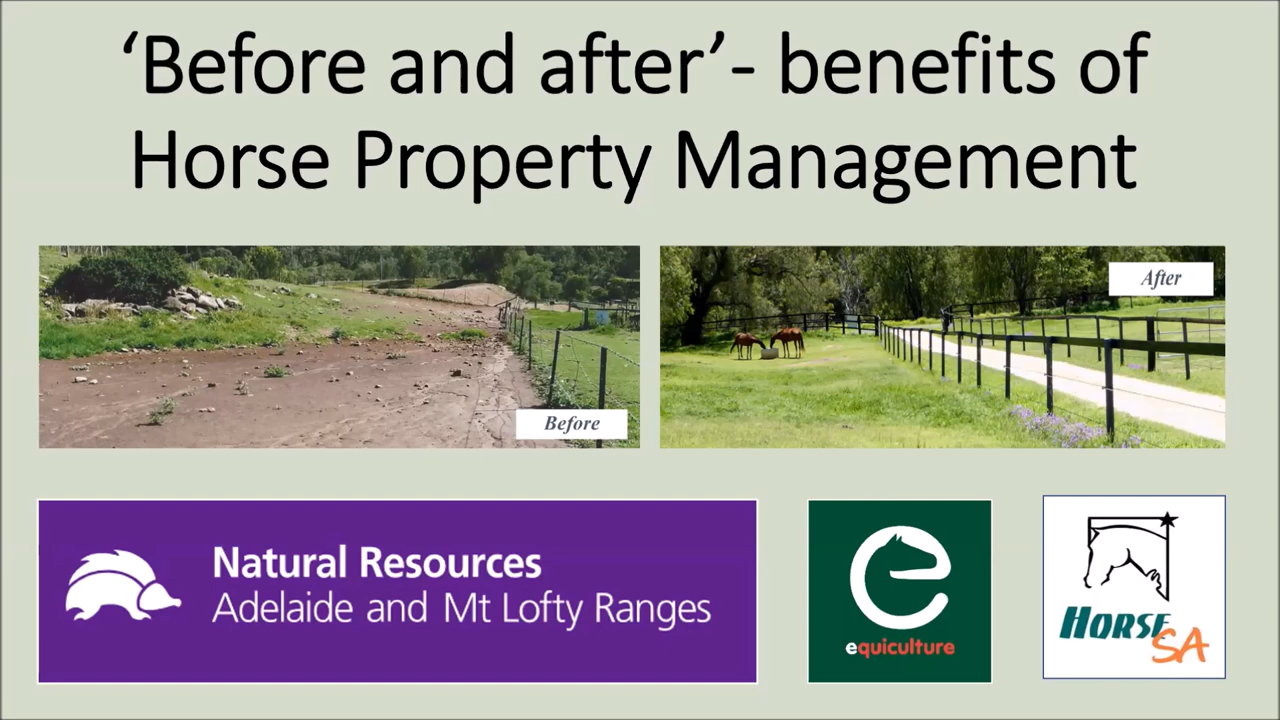 ‘Before and after’- benefits of
Horse Property Management
Before
After
Natural Resources
Adelaide and Mt Lofty Ranges
e
equiculture
HORSE
SA